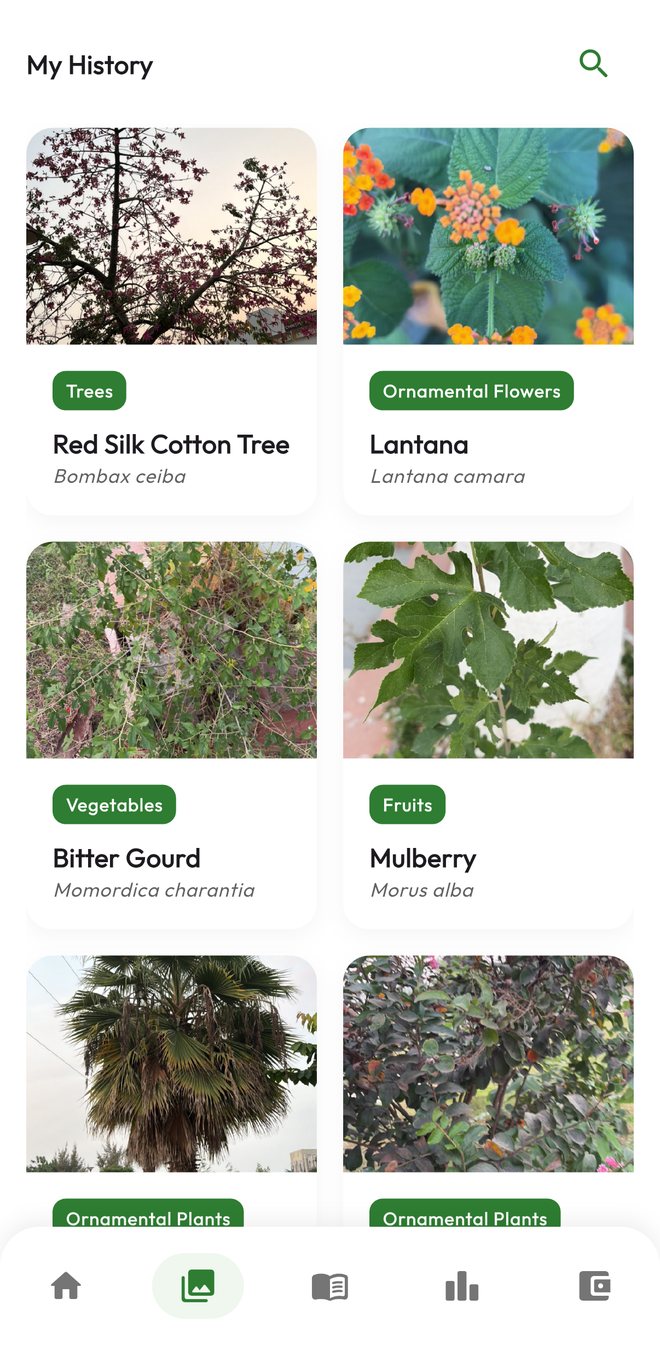 My History
Trees
Red Silk Cotton Tree
Bombax ceiba
Ornamental Flowers
Lantana
Lantana camara
Vegetables
Bitter Gourd
Momordica charantia
Fruits
Mulberry
Morus alba
Ornamental Plants
Ornamental Plants